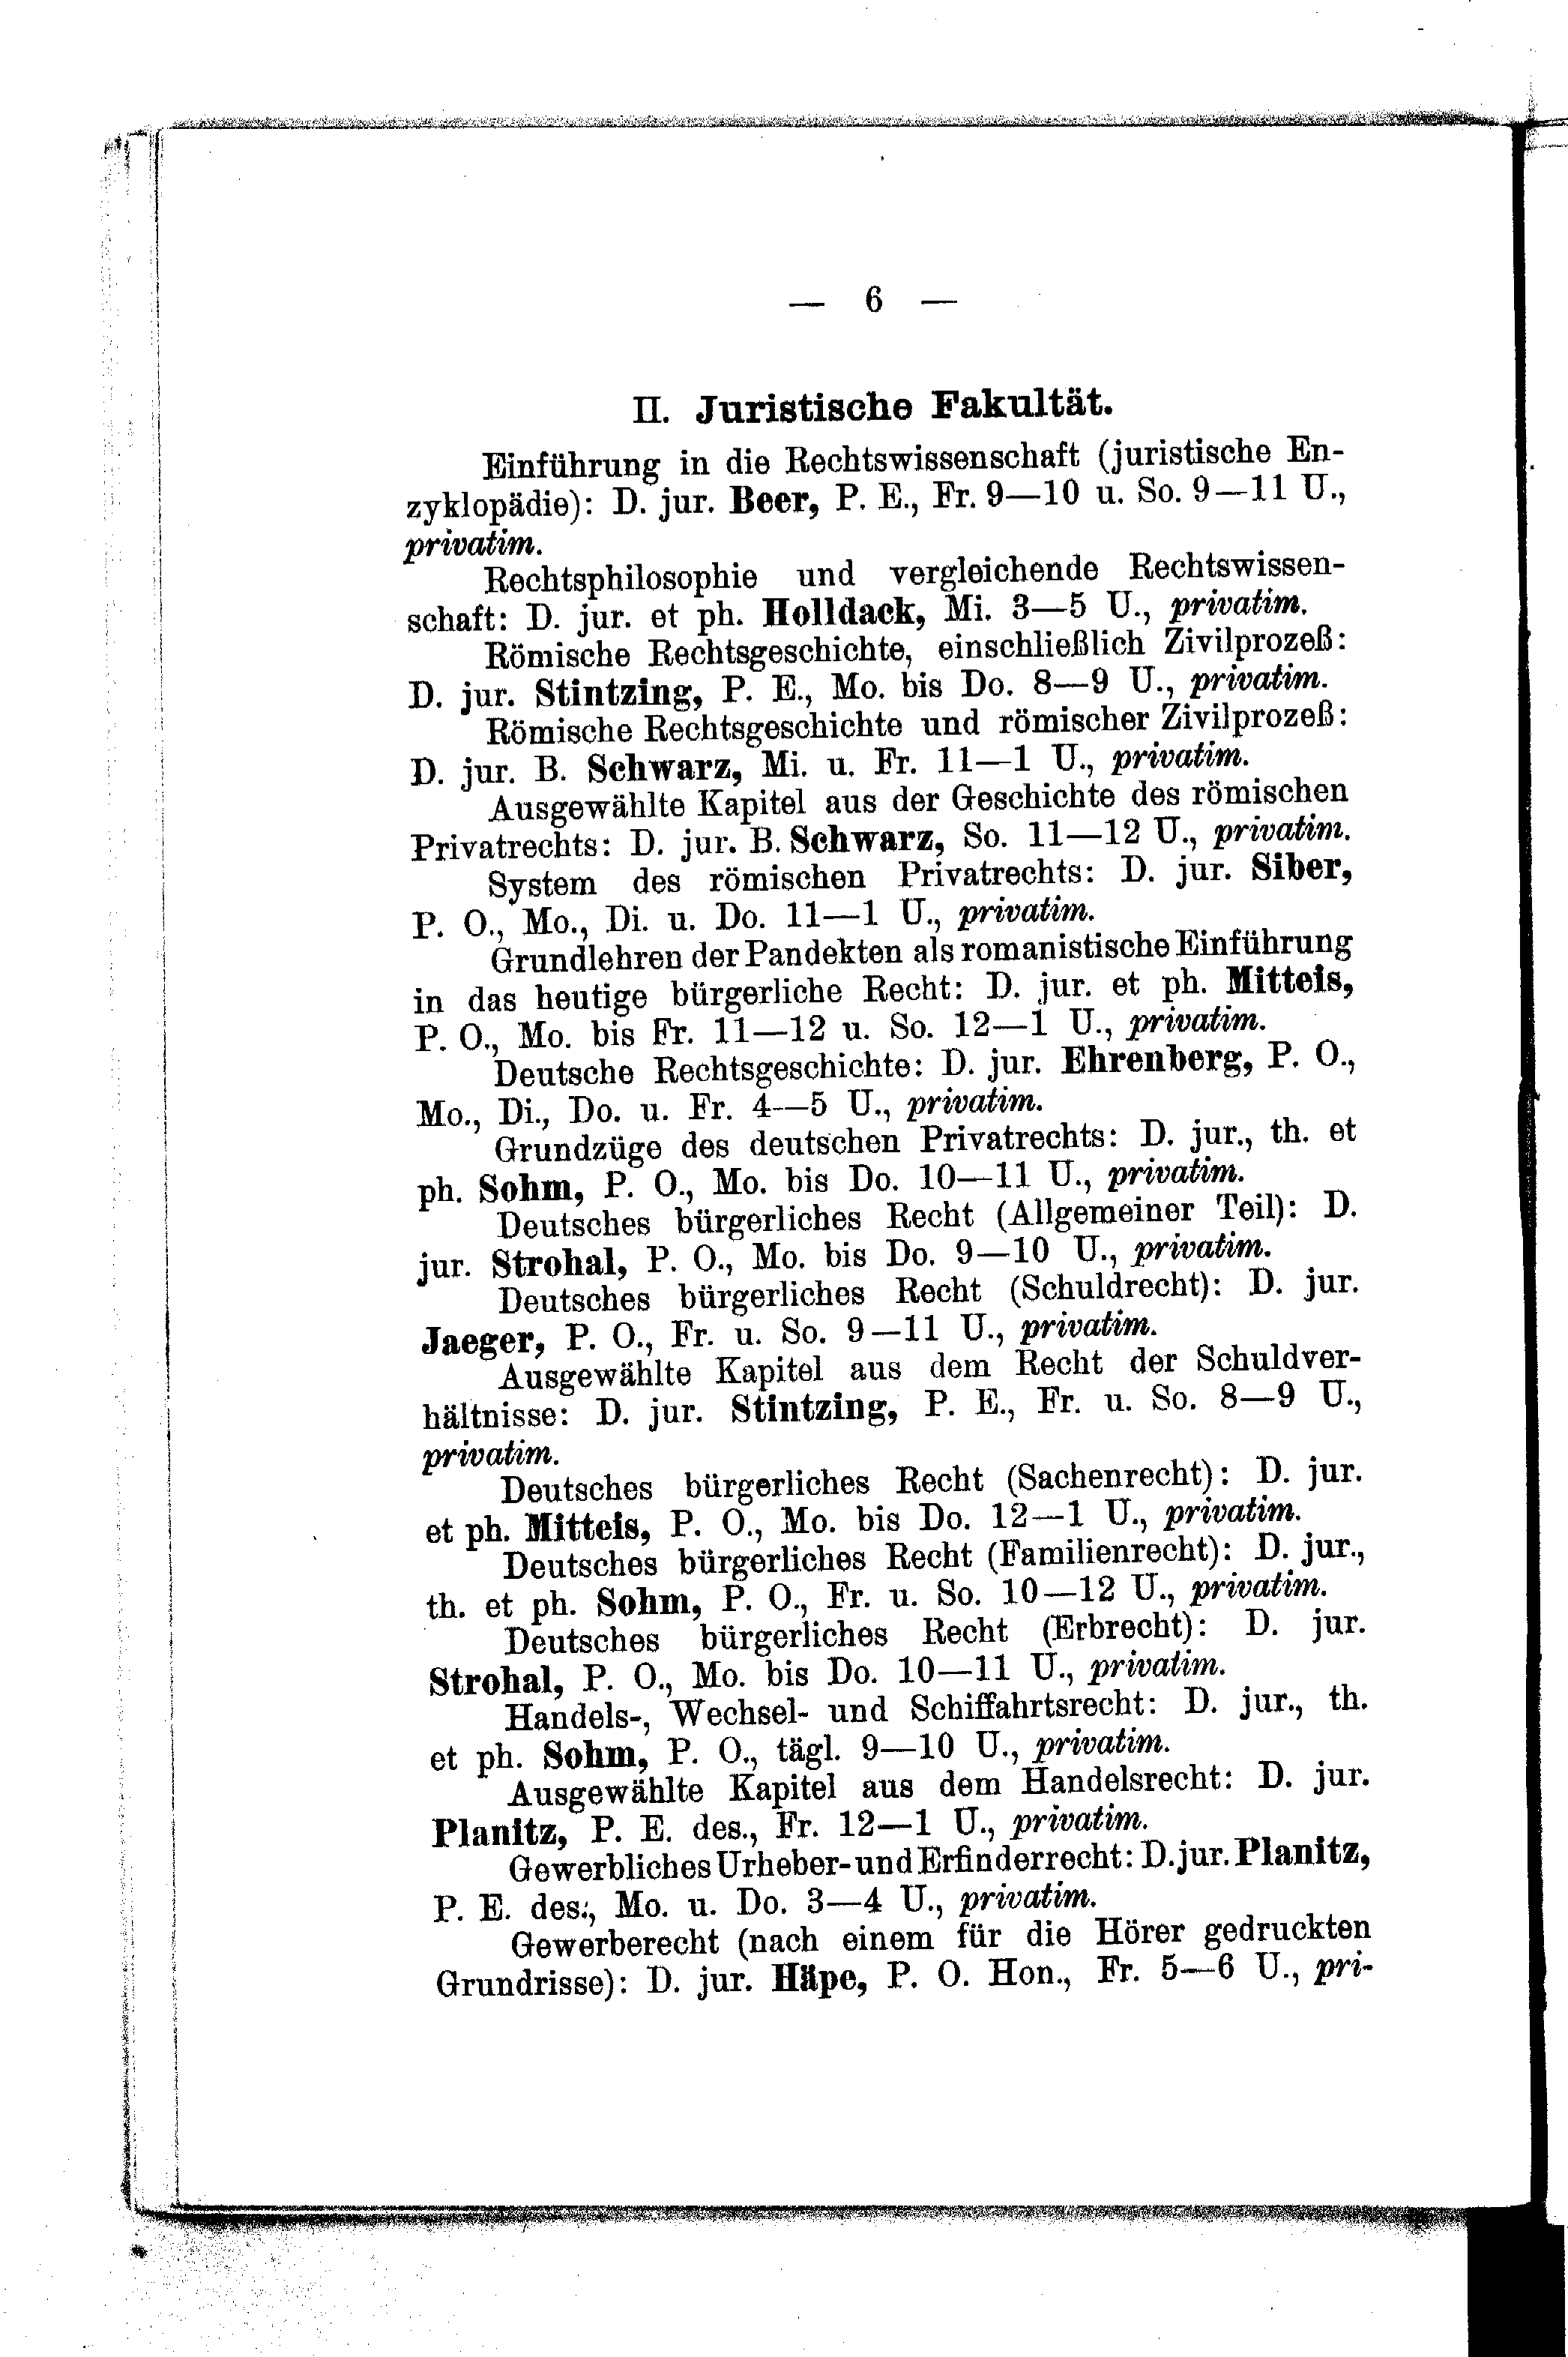 — 6 —
II. Juristische Fakultät.
Einführung in die Rechtswissenschaft (juristische En-
zyklopädie): D. jur. Beer, P. E., Fr. 9—10 u. So. 9—11 U.,
privatim.
Rechtsphilosophie und vergleichende Rechtswissen-
schaft: D. jur. et ph. Holldack, Mi. 3—5 U., privatim.
Römische Rechtsgeschichte, einschließlich Zivilprozeß:
D. jur. Stintzing, P. E., Mo. bis Do. 8—9 U., privatim.
Römische Rechtsgeschichte und römischer Zivilprozeß:
D. jur. B. Schwarz, Mi. u. Fr. 11—1 U., privatim.
Ausgewählte Kapitel aus der Geschichte des römischen
Privatrechts: D. jur. B. Schwarz, So. 11—12 U., privatim.
System des römischen Privatrechts: D. jur. Siber,
P. O., Mo., Di. u. Do. 11—1 U., privatim.
Grundlehren der Pandekten als romanistische Einführung
in das heutige bürgerliche Recht: D. jur. et ph. Mitteis,
P. O., Mo. bis Fr. 11—12 u. So. 12—1 U., privatim.
Deutsche Rechtsgeschichte: D. jur. Ehrenberg, P. O.,
Mo., Di., Do. u. Fr. 4—5 U., privatim.
Grundzüge des deutschen Privatrechts: D. jur., th. et
ph. Sohm, P. O., Mo. bis Do. 10—11 U., privatim.
Deutsches bürgerliches Recht (Allgemeiner Teil): D.
jur. Strohal, P. O., Mo. bis Do. 9—10 U., privatim.
Deutsches bürgerliches Recht (Schuldrecht): D. jur.
Jaeger, P. O., Fr. u. So. 9—11 U., privatim.
Ausgewählte Kapitel aus dem Recht der Schuldver-
hältnisse: D. jur. Stintzing, P. E., Fr. u. So. 8—9 U.,
privatim.
Deutsches bürgerliches Recht (Sachenrecht): D. jur.
et ph. Mitteis, P. O., Mo. bis Do. 12—1 U., privatim.
Deutsches bürgerliches Recht (Familienrecht): D. jur.,
th. et ph. Sohm, P. O., Fr. u. So. 10—12 U., privatim.
Deutsches bürgerliches Recht (Erbrecht): D. jur.
Strohal, P. O., Mo. bis Do. 10—11 U., privatim.
Handels-, Wechsel- und Schiffahrtsrecht: D. jur., th.
et ph. Sohm, P. O., tägl. 9—10 U., privatim.
Ausgewählte Kapitel aus dem Handelsrecht: D. jur.
Planitz, P. E. des., Fr. 12—1 U., privatim.
Gewerbliches Urheber- und Erfinderrecht: D. jur. Planitz,
P. E. des., Mo. u. Do. 3—4 U., privatim.
Gewerberecht (nach einem für die Hörer gedruckten
Grundrisse): D. jur. Häpe, P. O. Hon., Fr. 5—6 U., pri-